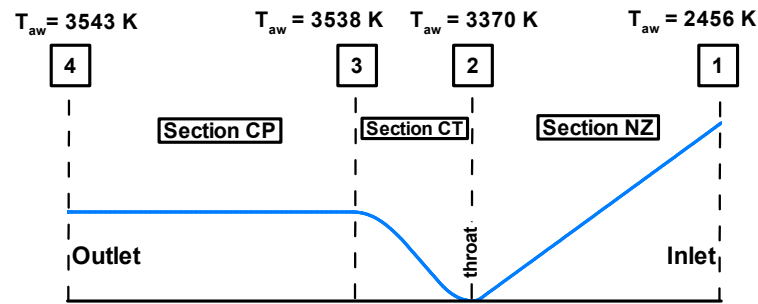 T_aw = 3543 K T_aw = 3538 K T_aw = 3370 K T_aw = 2456 K
4 3 2 1
Section CP Section CT Section NZ
throat
Outlet Inlet